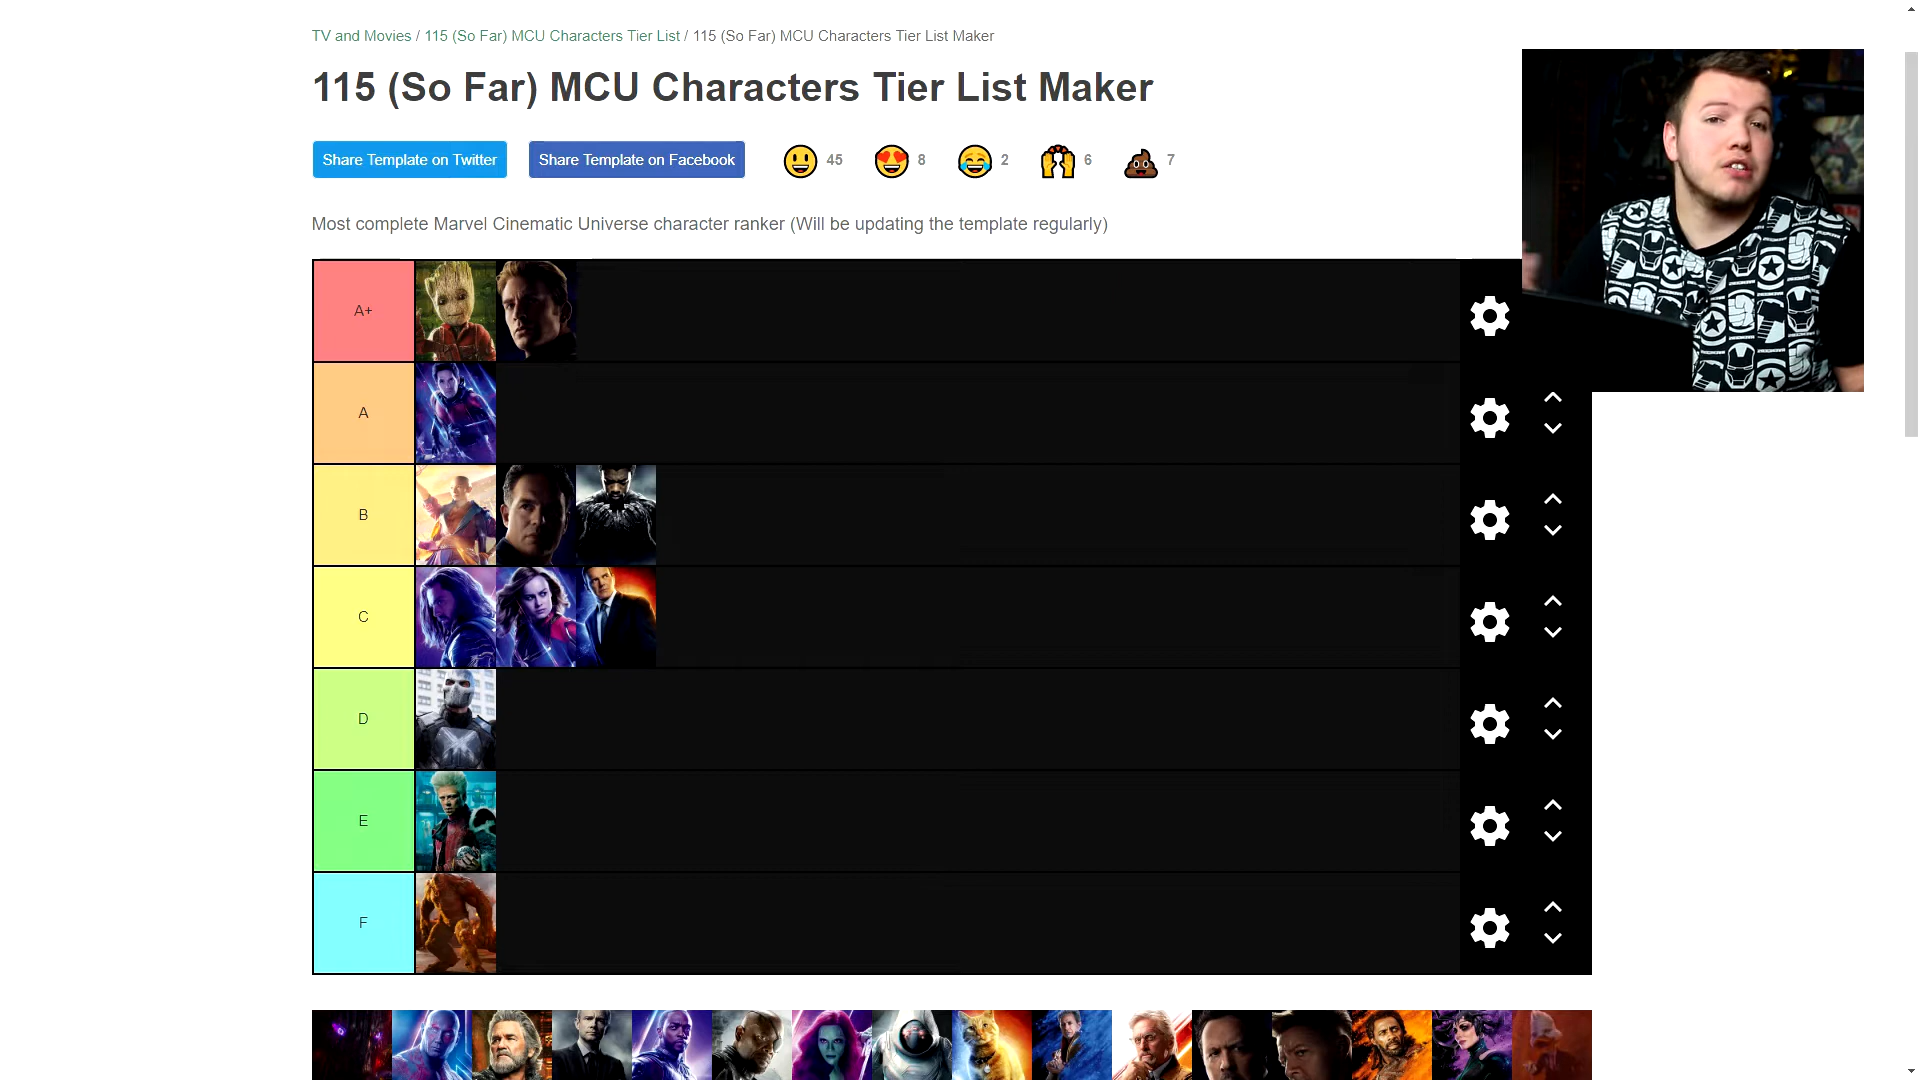 TV and Movies / 115 (So Far) MCU Characters Tier List / 115 (So Far) MCU Characters Tier List Maker
115 (So Far) MCU Characters Tier List Maker
Share Template on Twitter
Share Template on Facebook
45
8
2
6
7
Most complete Marvel Cinematic Universe character ranker (Will be updating the template regularly)
A+
A
B
C
D
E
F